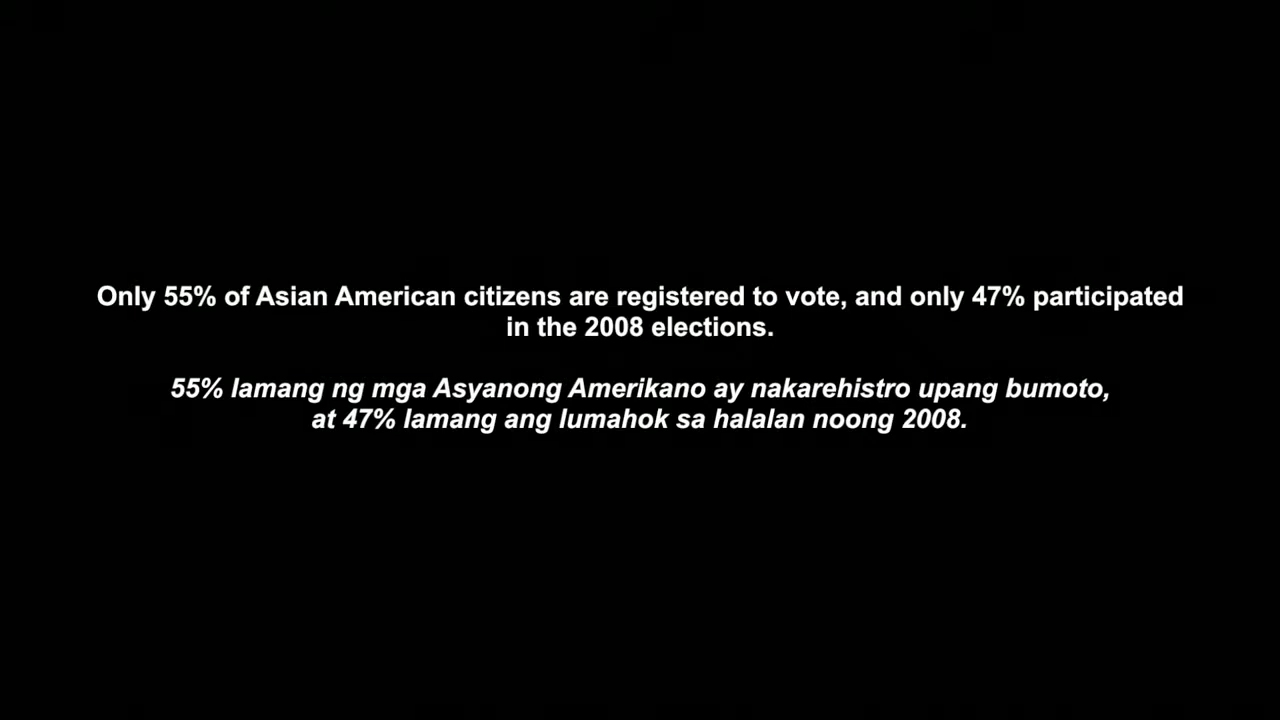 Only 55% of Asian American citizens are registered to vote, and only 47% participated
in the 2008 elections.
55% lamang ng mga Asyanong Amerikano ay nakarehistro upang bumoto,
at 47% lamang ang lumahok sa halalan noong 2008.